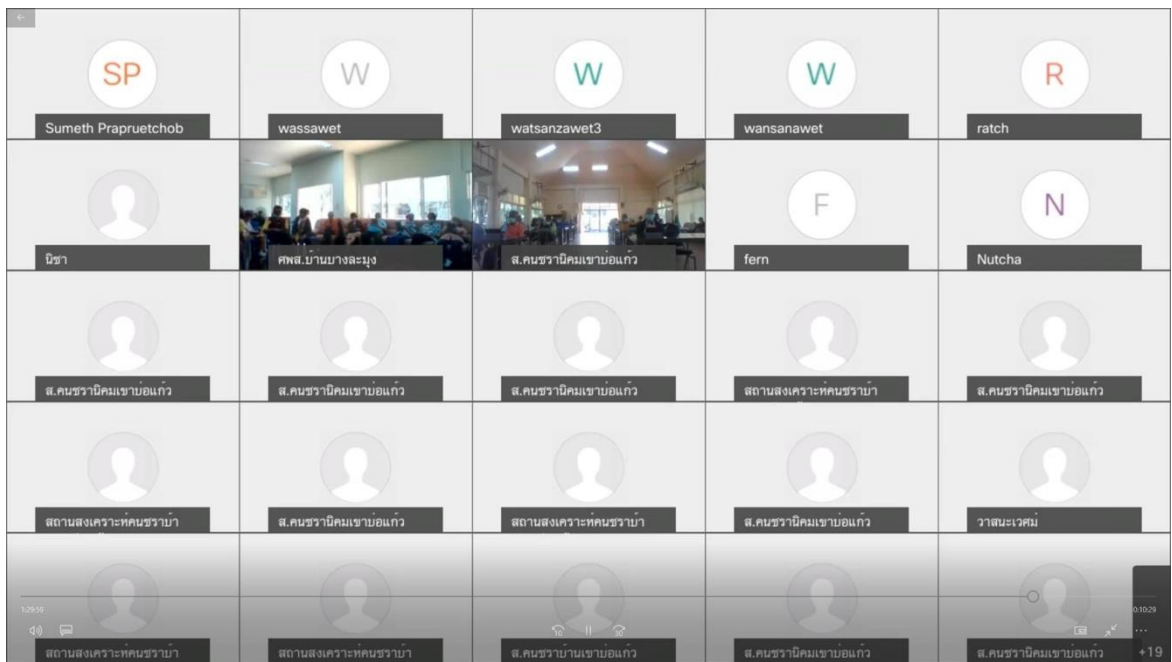 SP
Sumeth Prapruetchob
W
wassawet
W
watsanzawet3
W
wansanawet
R
ratch
นิชา
ศพส.บ้านบางละมุง
ส.คนชรานิคมเขาบ่อแก้ว
F
fern
N
Nutcha
ส.คนชรานิคมเขาบ่อแก้ว
ส.คนชรานิคมเขาบ่อแก้ว
ส.คนชรานิคมเขาบ่อแก้ว
สถานสงเคราะห์คนชราบ้า
ส.คนชรานิคมเขาบ่อแก้ว
สถานสงเคราะห์คนชราบ้า
ส.คนชรานิคมเขาบ่อแก้ว
สถานสงเคราะห์คนชราบ้า
ส.คนชรานิคมเขาบ่อแก้ว
วาสนะเวศม์
1:29:59
0:10:29
10
30
สถานสงเคราะห์คนชราบ้า
สถานสงเคราะห์คนชราบ้า
ส.คนชราบ้านเขาบ่อแก้ว
ส.คนชรานิคมเขาบ่อแก้ว
ส.คนชรานิคมเขาบ่อแก้ว
+19